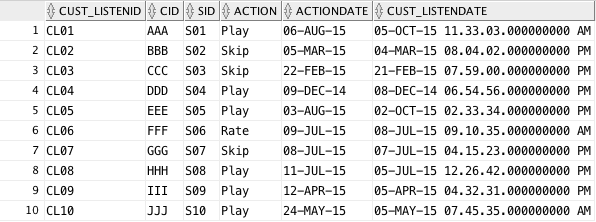 CUST_LISTENID CID SID ACTION ACTIONDATE CUST_LISTENDATE
1 CL01 AAA S01 Play 06-AUG-15 05-OCT-15 11.33.03.000000000 AM
2 CL02 BBB S02 Skip 05-MAR-15 04-MAR-15 08.04.02.000000000 PM
3 CL03 CCC S03 Skip 22-FEB-15 21-FEB-15 07.59.00.000000000 PM
4 CL04 DDD S04 Play 09-DEC-14 08-DEC-14 06.54.56.000000000 PM
5 CL05 EEE S05 Play 03-AUG-15 02-OCT-15 02.33.34.000000000 PM
6 CL06 FFF S06 Rate 09-JUL-15 08-JUL-15 09.10.35.000000000 AM
7 CL07 GGG S07 Skip 08-JUL-15 07-JUL-15 04.15.23.000000000 PM
8 CL08 HHH S08 Play 11-JUL-15 05-JUL-15 12.26.42.000000000 PM
9 CL09 III S09 Play 12-APR-15 05-APR-15 04.32.31.000000000 PM
10 CL10 JJJ S10 Play 24-MAY-15 05-MAY-15 07.45.35.000000000 AM